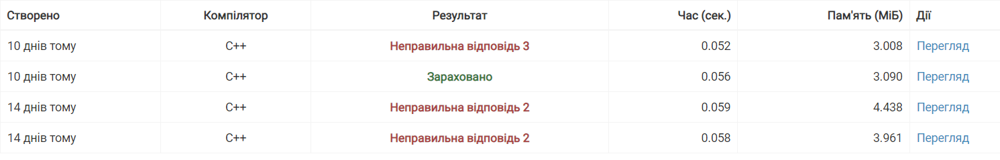 Створено Компілятор Результат Час (сек.) Пам'ять (МіБ) Дії
10 днів тому C++ Неправильна відповідь 3 0.052 3.008 Перегляд
10 днів тому C++ Зараховано 0.056 3.090 Перегляд
14 днів тому C++ Неправильна відповідь 2 0.059 4.438 Перегляд
14 днів тому C++ Неправильна відповідь 2 0.058 3.961 Перегляд